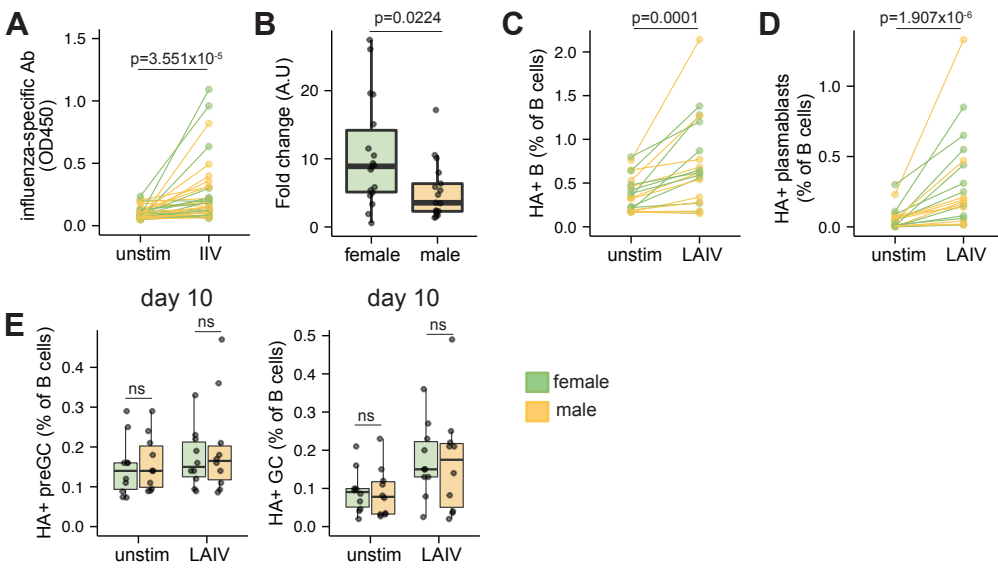 A
influenza-specific Ab
(OD450)
1.5
1.0
0.5
0.0
p=3.551x10-5
unstim
IIV
B
Fold change (A.U)
20
10
0
p=0.0224
female
male
C
HA+ B (% of B cells)
2.0
1.5
1.0
0.5
0.0
p=0.0001
unstim
LAIV
D
HA+ plasmablasts
(% of B cells)
1.0
0.5
0.0
p=1.907x10-6
unstim
LAIV
E
day 10
HA+ preGC (% of B cells)
0.4
0.3
0.2
0.1
0.0
ns
ns
unstim
LAIV
day 10
HA+ GC (% of B cells)
0.5
0.4
0.3
0.2
0.1
0.0
ns
ns
unstim
LAIV
female
male